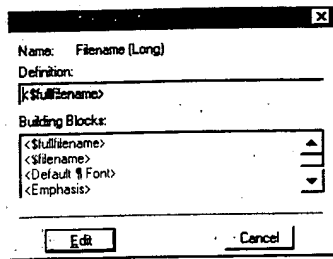 Name: Filename (Long)
Definition:
<$fullfilename>
Building Blocks:
<$fullfilename>
<$filename>
<Default ¶ Font>
<Emphasis>
Edit Cancel